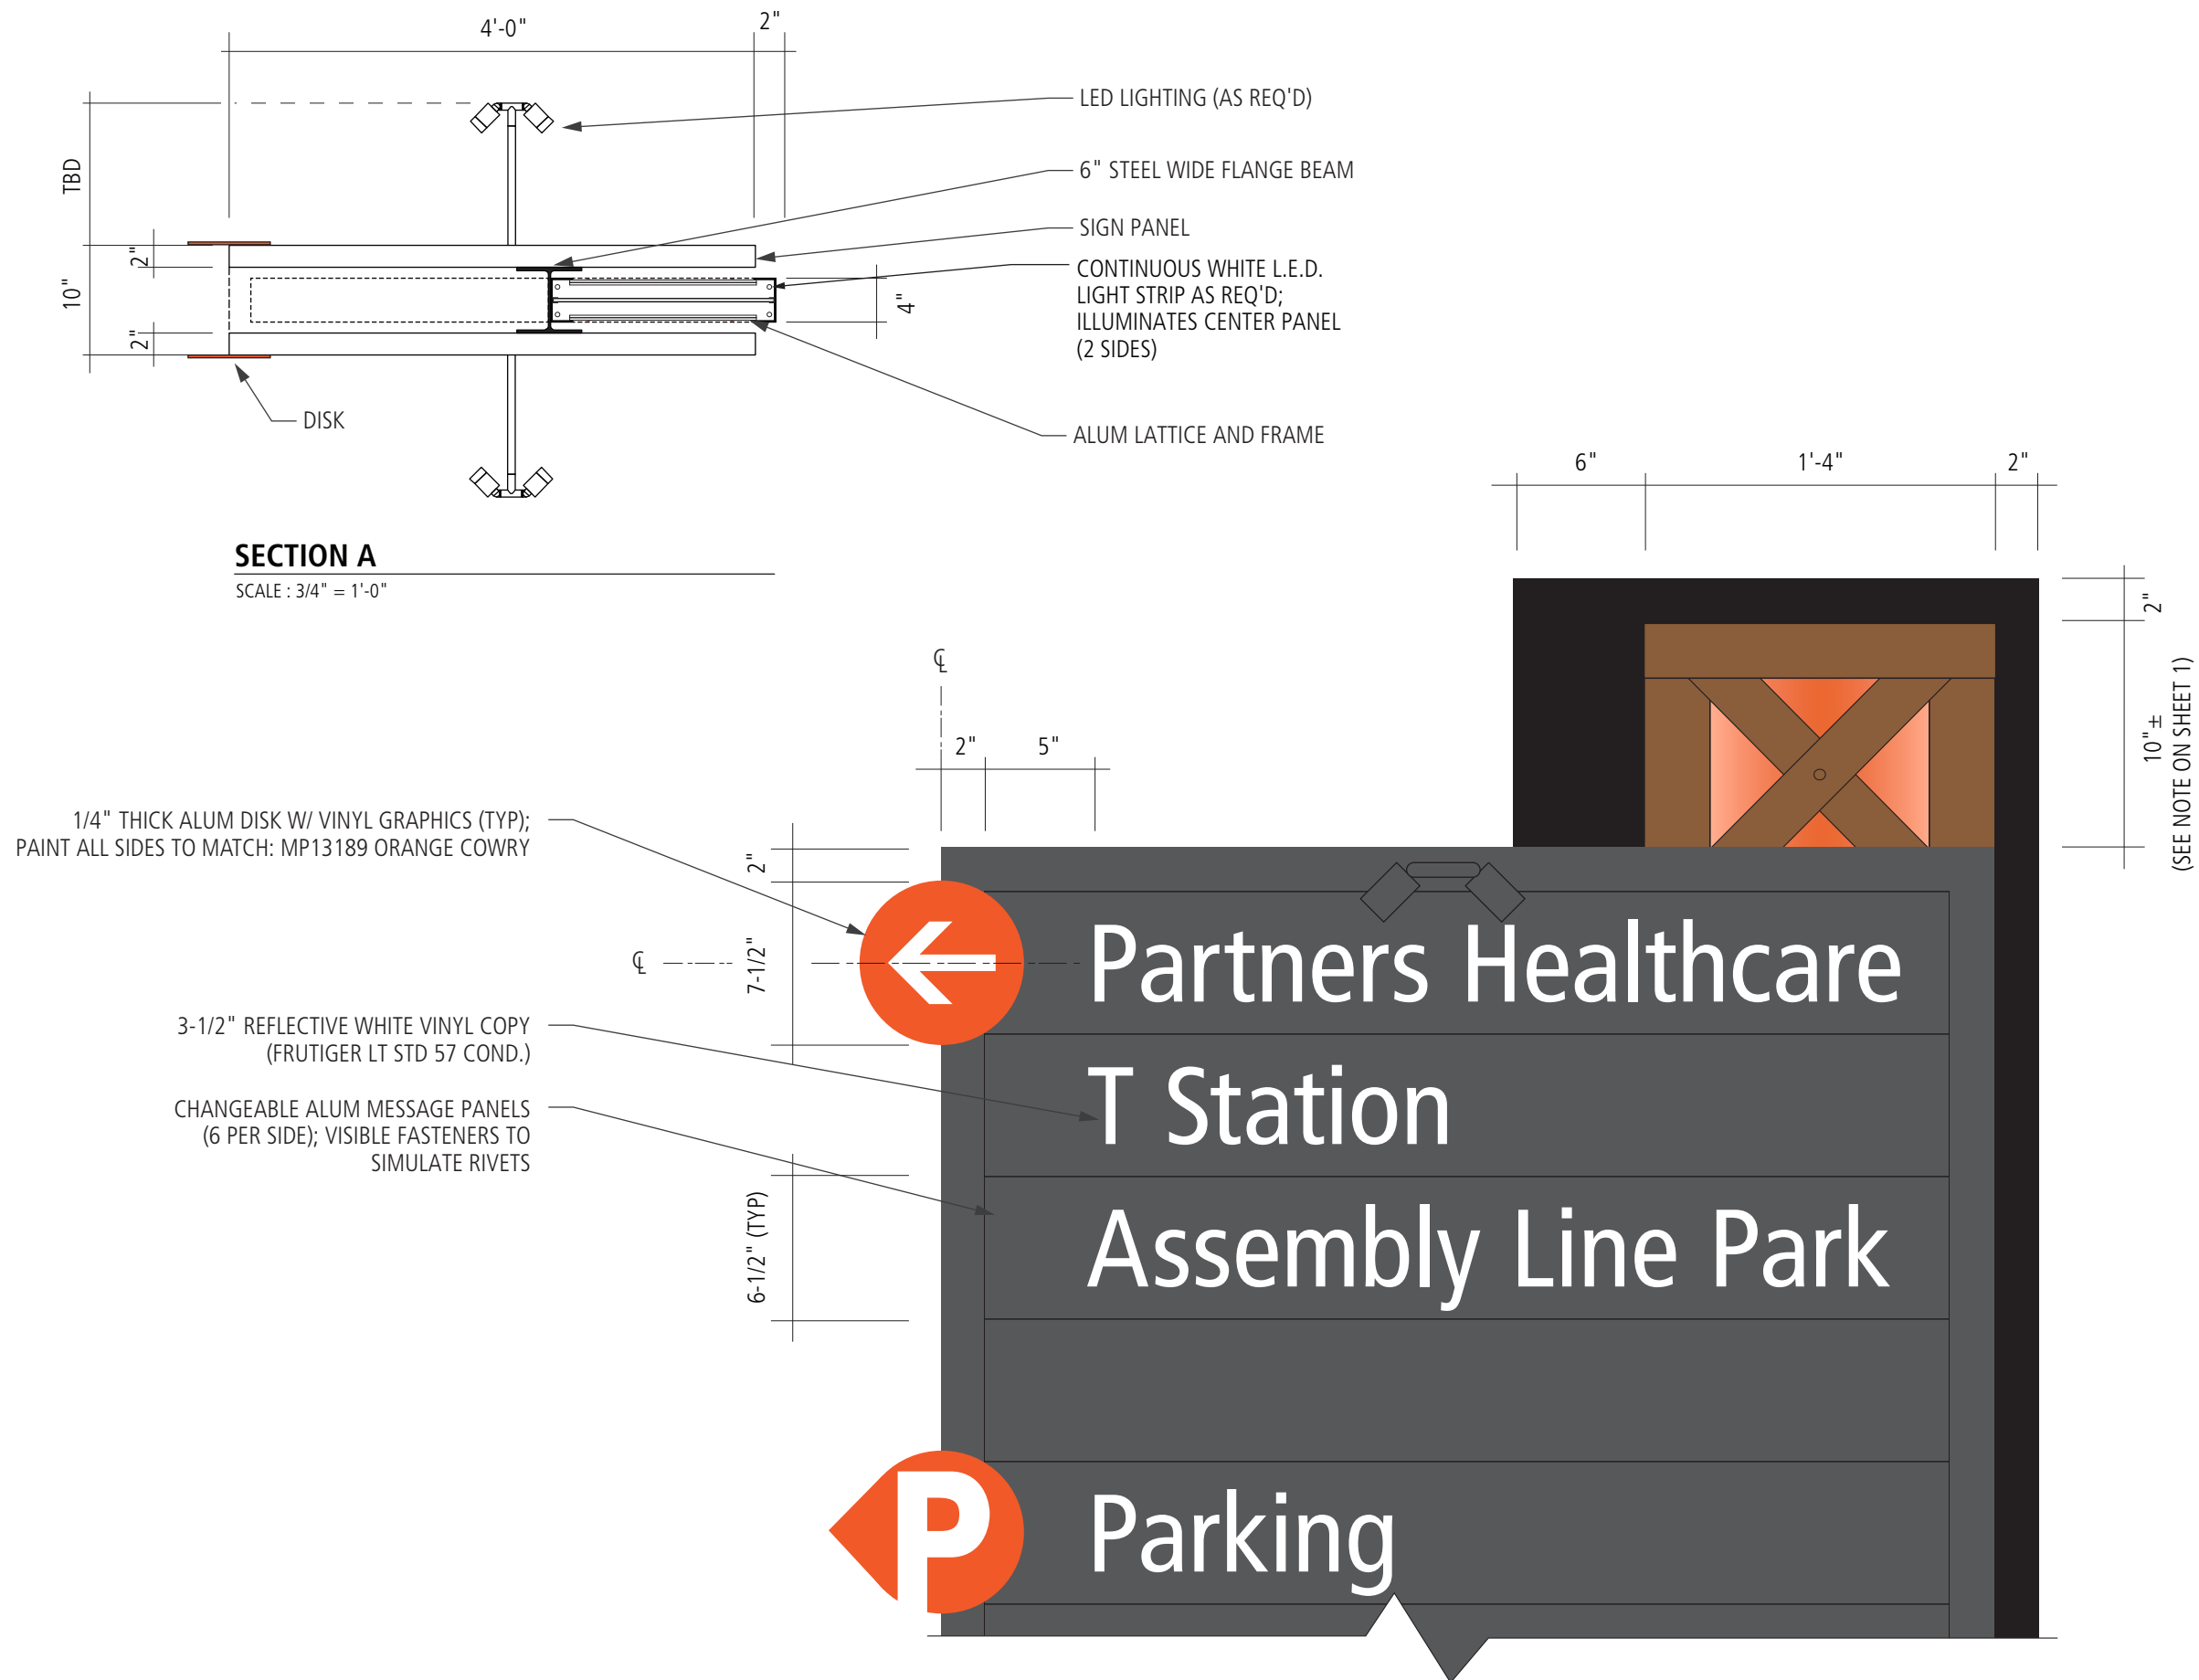 4'-0"
2"
LED LIGHTING (AS REQ'D)
6" STEEL WIDE FLANGE BEAM
SIGN PANEL
CONTINUOUS WHITE L.E.D.
LIGHT STRIP AS REQ'D;
ILLUMINATES CENTER PANEL
(2 SIDES)
ALUM LATTICE AND FRAME
TBD
10"
2"
2"
4"
DISK
SECTION A
SCALE : 3/4" = 1'-0"
6"
1'-4"
2"
2"
10"±
(SEE NOTE ON SHEET 1)
℄
2"
5"
1/4" THICK ALUM DISK W/ VINYL GRAPHICS (TYP);
PAINT ALL SIDES TO MATCH: MP13189 ORANGE COWRY
2"
℄
7-1/2"
3-1/2" REFLECTIVE WHITE VINYL COPY
(FRUTIGER LT STD 57 COND.)
CHANGEABLE ALUM MESSAGE PANELS
(6 PER SIDE); VISIBLE FASTENERS TO
SIMULATE RIVETS
6-1/2" (TYP)
Partners Healthcare
T Station
Assembly Line Park
P
Parking